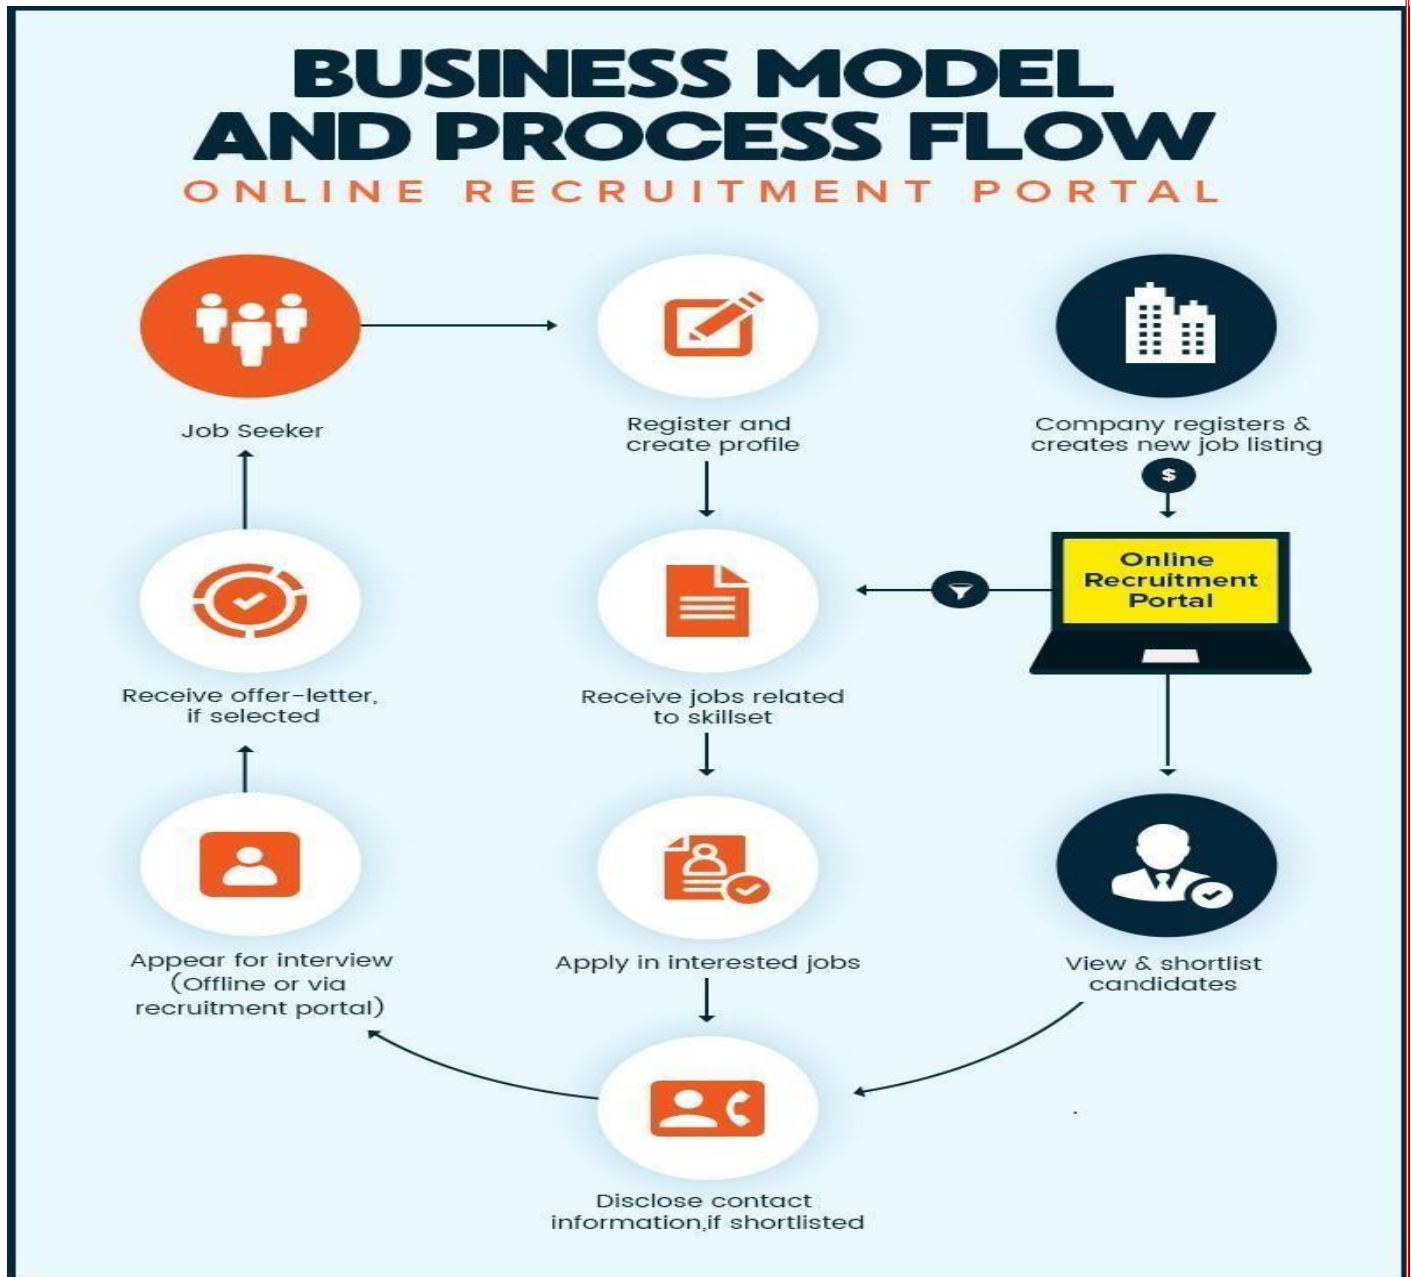 BUSINESS MODEL
AND PROCESS FLOW
ONLINE RECRUITMENT PORTAL
Job Seeker
Register and
create profile
Company registers &
creates new job listing
$
Online
Recruitment
Portal
Receive offer-letter,
if selected
Receive jobs related
to skillset
Appear for interview
(Offline or via
recruitment portal)
Apply in interested jobs
View & shortlist
candidates
Disclose contact
information,if shortlisted